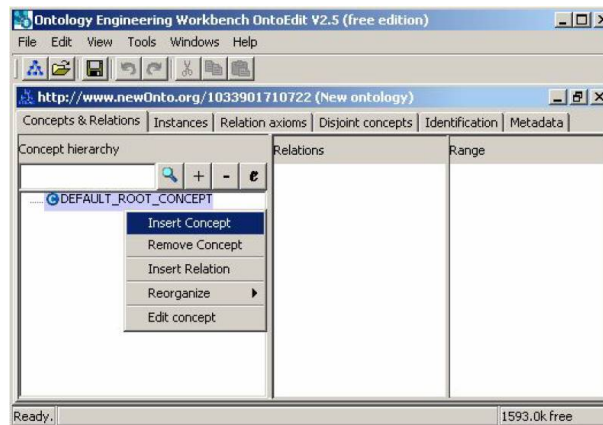 Ontology Engineering Workbench OntoEdit V2.5 (free edition)
File Edit View Tools Windows Help
http://www.newOnto.org/1033901710722 (New ontology)
Concepts & Relations Instances Relation axioms Disjoint concepts Identification Metadata
Concept hierarchy Relations Range
+ - e
C DEFAULT_ROOT_CONCEPT
Insert Concept
Remove Concept
Insert Relation
Reorganize
Edit concept
Ready. 1593.0k free